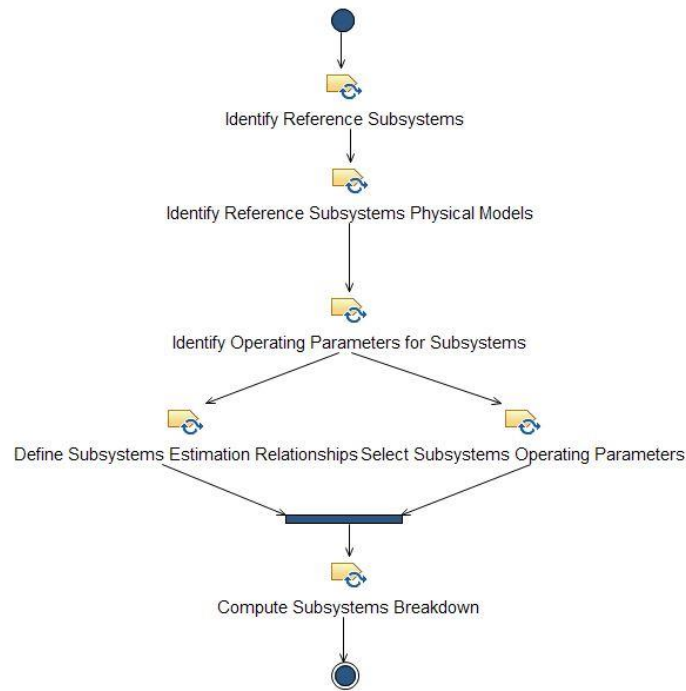 Identify Reference Subsystems
Identify Reference Subsystems Physical Models
Identify Operating Parameters for Subsystems
Define Subsystems Estimation Relationships
Select Subsystems Operating Parameters
Compute Subsystems Breakdown